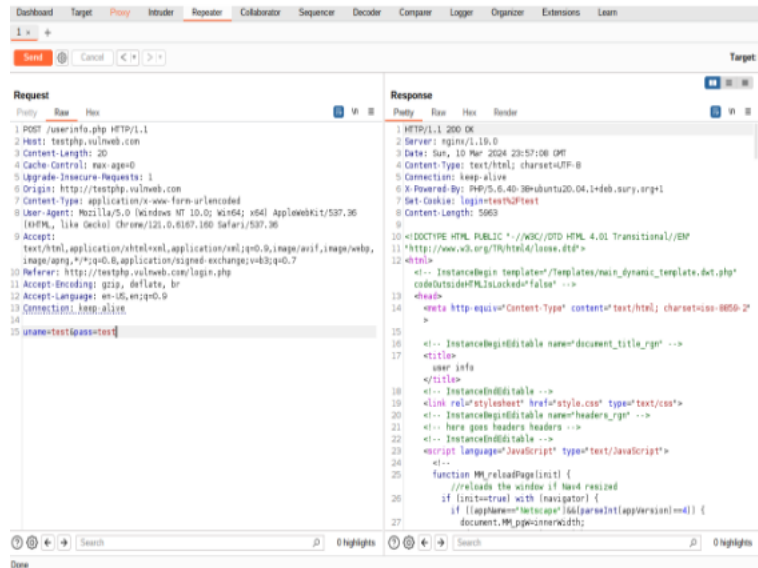 Dashboard Target Proxy Intruder Repeater Collaborator Sequencer Decoder Comparer Logger Organizer Extensions Learn
1 × +
Send Cancel < >
Target:
Request
Pretty Raw Hex
\n
1 POST /userinfo.php HTTP/1.1
2 Host: testphp.vulnweb.com
3 Content-Length: 20
4 Cache-Control: max-age=0
5 Upgrade-Insecure-Requests: 1
6 Origin: http://testphp.vulnweb.com
7 Content-Type: application/x-www-form-urlencoded
8 User-Agent: Mozilla/5.0 (Windows NT 10.0; Win64; x64) AppleWebKit/537.36
(KHTML, like Gecko) Chrome/121.0.6167.160 Safari/537.36
9 Accept:
text/html,application/xhtml+xml,application/xml;q=0.9,image/avif,image/webp,
image/apng,*/*;q=0.8,application/signed-exchange;v=b3;q=0.7
10 Referer: http://testphp.vulnweb.com/login.php
11 Accept-Encoding: gzip, deflate, br
12 Accept-Language: en-US,en;q=0.9
13 Connection: keep-alive
14
15 uname=test&pass=test
Search
0 highlights
Response
Pretty Raw Hex Render
\n
1 HTTP/1.1 200 OK
2 Server: nginx/1.19.0
3 Date: Sun, 10 Mar 2024 23:57:08 GMT
4 Content-Type: text/html; charset=UTF-8
5 Connection: keep-alive
6 X-Powered-By: PHP/5.6.40-38+ubuntu20.04.1+deb.sury.org+1
7 Set-Cookie: login=test%2Ftest
8 Content-Length: 5963
9
10 <!DOCTYPE HTML PUBLIC "-//W3C//DTD HTML 4.01 Transitional//EN"
11 "http://www.w3.org/TR/html4/loose.dtd">
12 <html>
<!-- InstanceBegin template="/Templates/main_dynamic_template.dwt.php"
codeOutsideHTMLIsLocked="false" -->
13 <head>
14 <meta http-equiv="Content-Type" content="text/html; charset=iso-8859-2"
>
15
16 <!-- InstanceBeginEditable name="document_title_rgn" -->
17 <title>
user info
</title>
18 <!-- InstanceEndEditable -->
19 <link rel="stylesheet" href="style.css" type="text/css">
20 <!-- InstanceBeginEditable name="headers_rgn" -->
21 <!-- here goes headers headers -->
22 <!-- InstanceEndEditable -->
23 <script language="JavaScript" type="text/JavaScript">
24 <!--
25 function MM_reloadPage(init) {
//reloads the window if Nav4 resized
26 if (init==true) with (navigator) {
if ((appName=="Netscape")&&(parseInt(appVersion)==4)) {
27 document.MM_pgW=innerWidth;
Search
0 highlights
Done